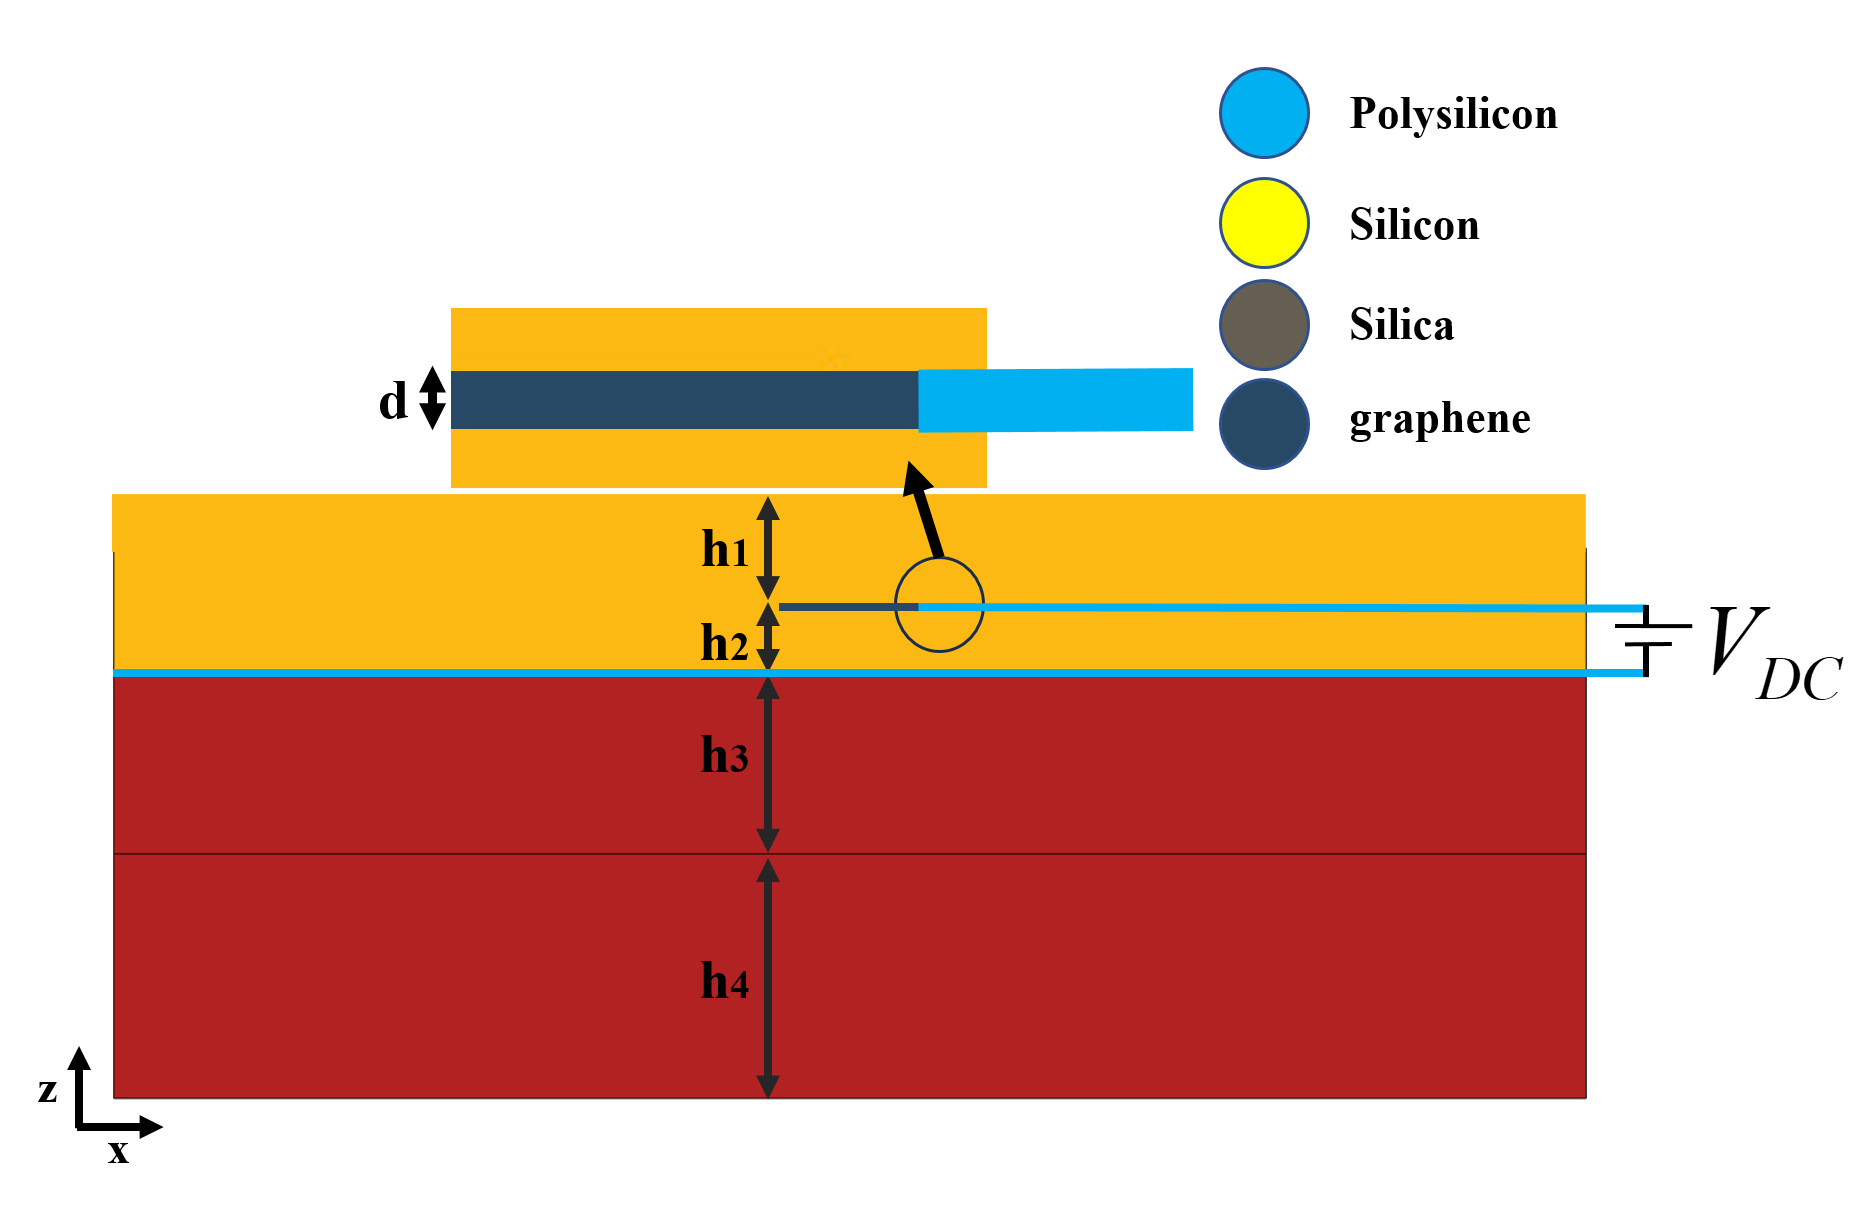 Polysilicon
Silicon
Silica
graphene
d
h1
h2
V DC
h3
h4
z
x